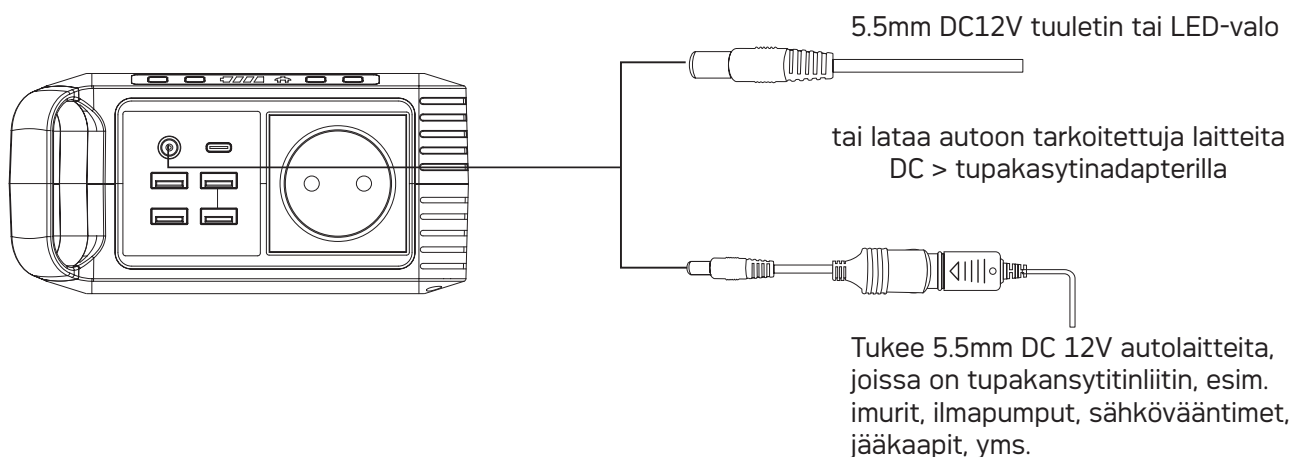 5.5mm DC12V tuuletin tai LED-valo
tai lataa autoon tarkoitettuja laitteita
DC > tupakasytinadapterilla
Tukee 5.5mm DC 12V autolaitteita,
joissa on tupakansytitinliitin, esim.
imurit, ilmapumput, sähkövääntimet,
jääkaapit, yms.